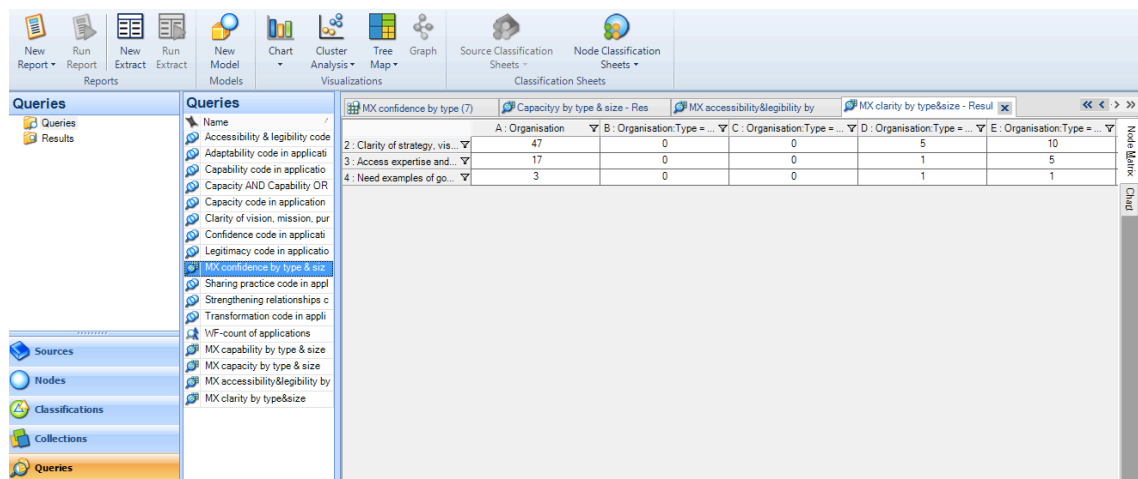 New Report
Run Report
New Extract
Run Extract
New Model
Chart
Cluster Analysis
Tree Map
Graph
Source Classification Sheets
Node Classification Sheets
Reports
Models
Visualizations
Classification Sheets
Queries
Queries
Results
Sources
Nodes
Classifications
Collections
Queries
Queries
Name
Accessibility & legibility code
Adaptability code in applicati
Capability code in applicatio
Capacity AND Capability OR
Capacity code in application
Clarity of vision, mission, pur
Confidence code in applicati
Legitimacy code in applicatio
MX confidence by type & siz
Sharing practice code in appl
Strengthening relationships c
Transformation code in appli
WF-count of applications
MX capability by type & size
MX capacity by type & size
MX accessibility&legibility by
MX clarity by type&size
MX confidence by type (7)
Capacityy by type & size - Res
MX accessibility&legibility by
MX clarity by type&size - Resul
A : Organisation B : Organisation:Type = ... C : Organisation:Type = ... D : Organisation:Type = ... E : Organisation:Type = ...
2 : Clarity of strategy, vis... 47 0 0 5 10
3 : Access expertise and... 17 0 0 1 5
4 : Need examples of go... 3 0 0 1 1
Node Matrix
Chart